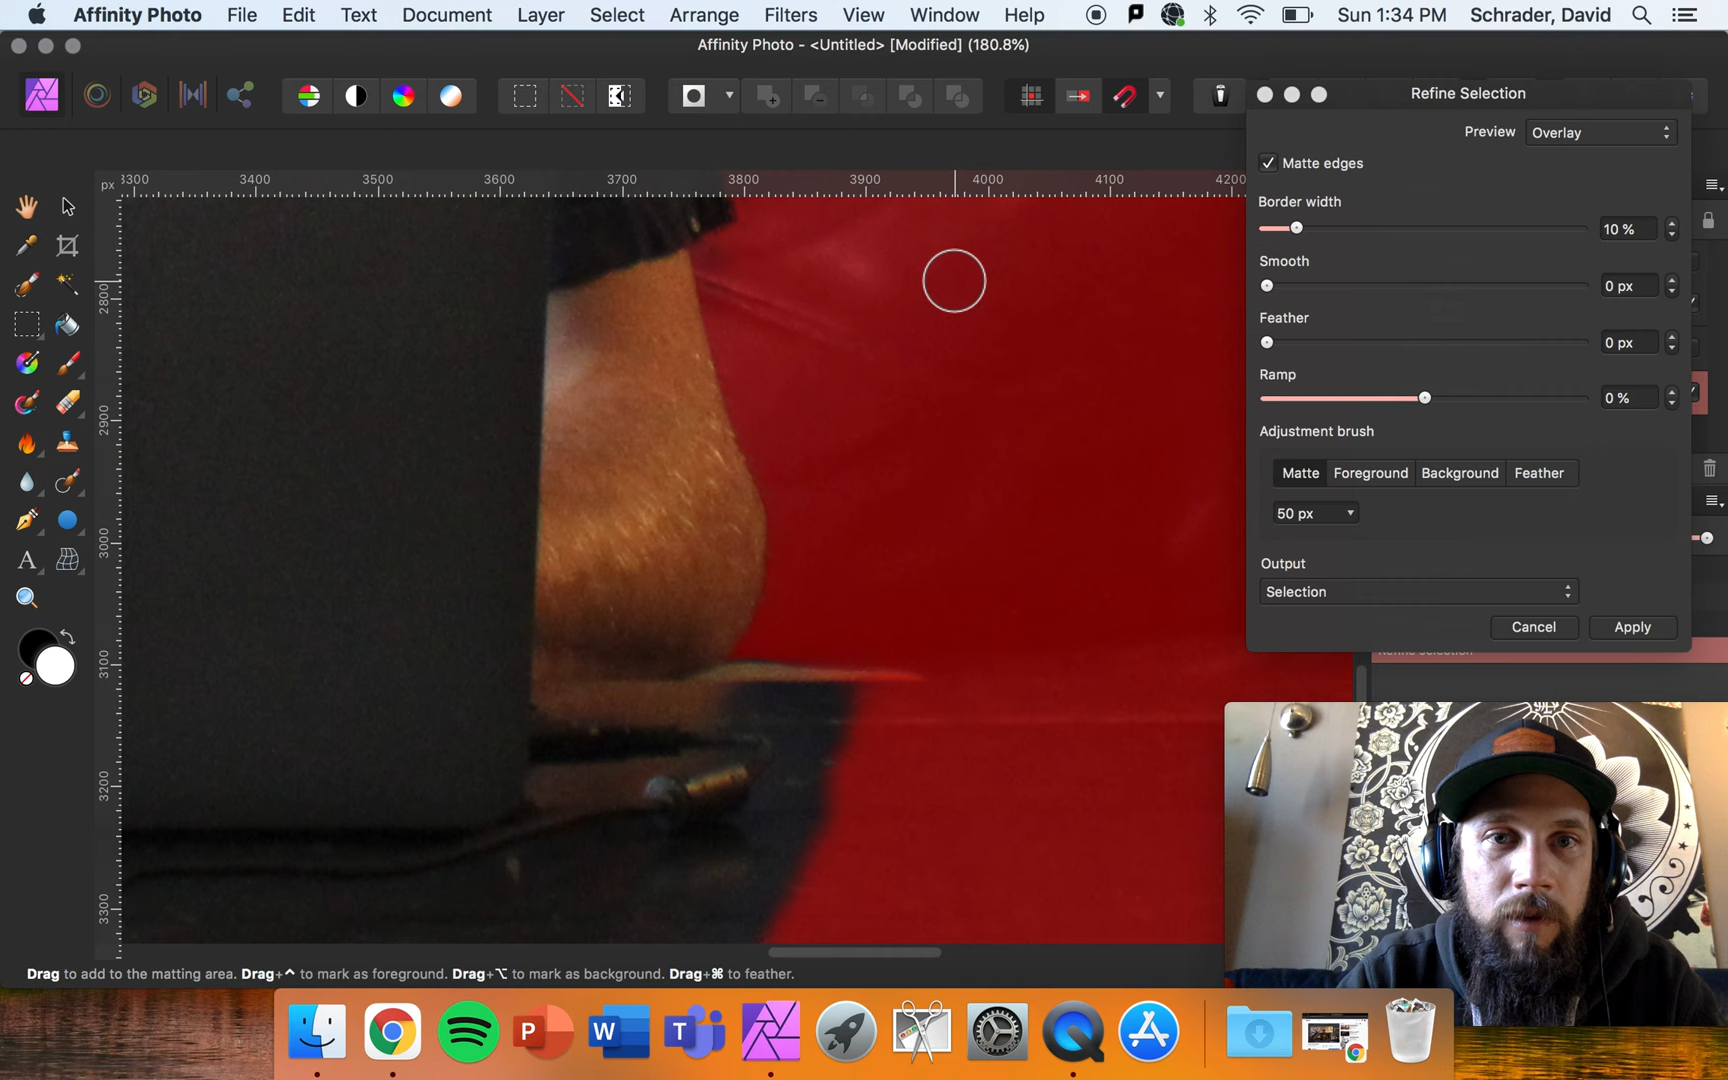 Affinity Photo File Edit Text Document Layer Select Arrange Filters View Window Help Sun 1:34 PM Schrader, David
Affinity Photo - <Untitled> [Modified] (180.8%)
Refine Selection
Preview Overlay
Matte edges
px 3300 3400 3500 3600 3700 3800 3900 4000 4100 4200
Border width
10 %
Smooth
0 px
2800
Feather
0 px
Ramp
0 %
2900
Adjustment brush
Matte Foreground Background Feather
50 px
3000
Output
Selection
Cancel Apply
Refine Selection
3100
3200
3300
A
Drag to add to the matting area. Drag+⌃ to mark as foreground. Drag+⌥ to mark as background. Drag+⌘ to feather.
P W T